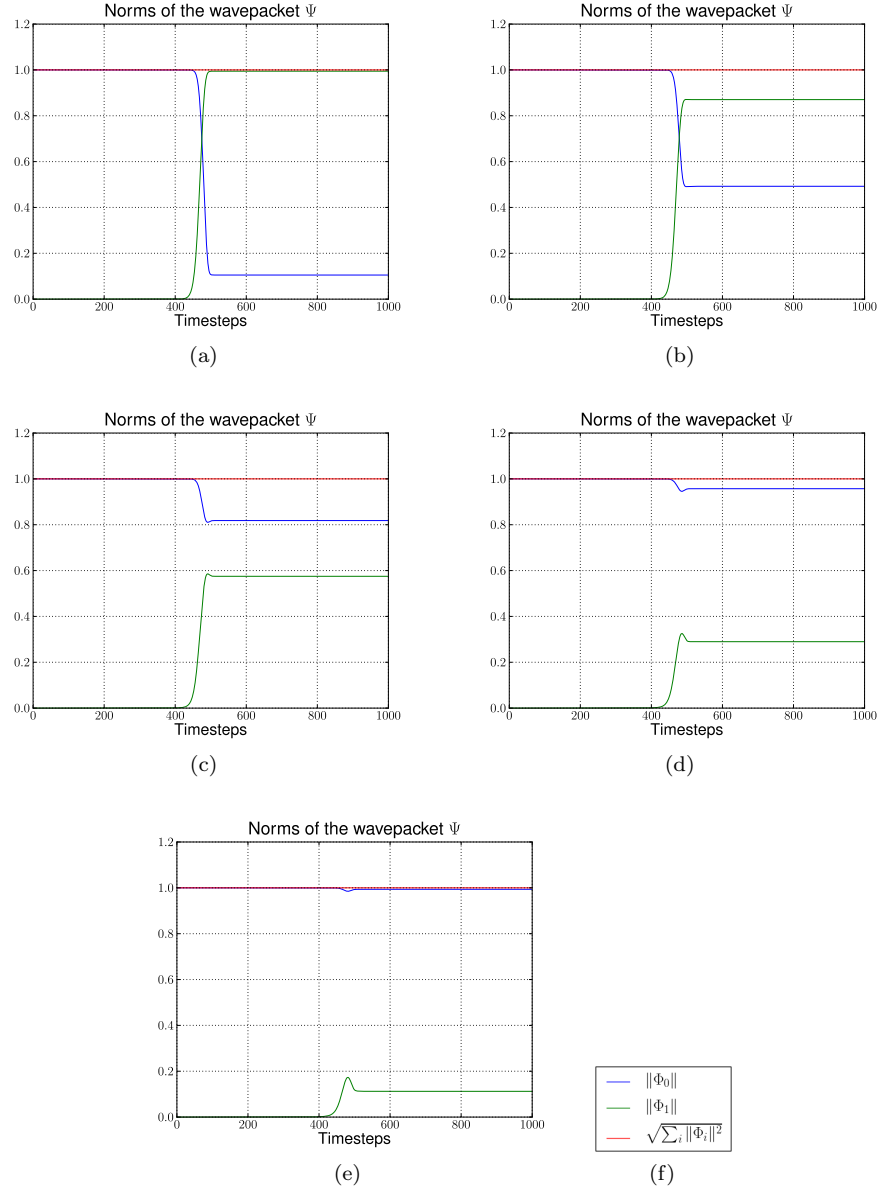 Norms of the wavepacket Ψ
Norms of the wavepacket Ψ
1.2
1.0
0.8
0.6
0.4
0.2
0.0
0 200 400 600 800 1000
Timesteps
1.2
1.0
0.8
0.6
0.4
0.2
0.0
0 200 400 600 800 1000
Timesteps
(a)
(b)
Norms of the wavepacket Ψ
Norms of the wavepacket Ψ
1.2
1.0
0.8
0.6
0.4
0.2
0.0
0 200 400 600 800 1000
Timesteps
1.2
1.0
0.8
0.6
0.4
0.2
0.0
0 200 400 600 800 1000
Timesteps
(c)
(d)
Norms of the wavepacket Ψ
1.2
1.0
0.8
0.6
0.4
0.2
0.0
0 200 400 600 800 1000
Timesteps
‖Φ₀‖
‖Φ₁‖
√∑ᵢ ‖Φᵢ‖²
(e)
(f)